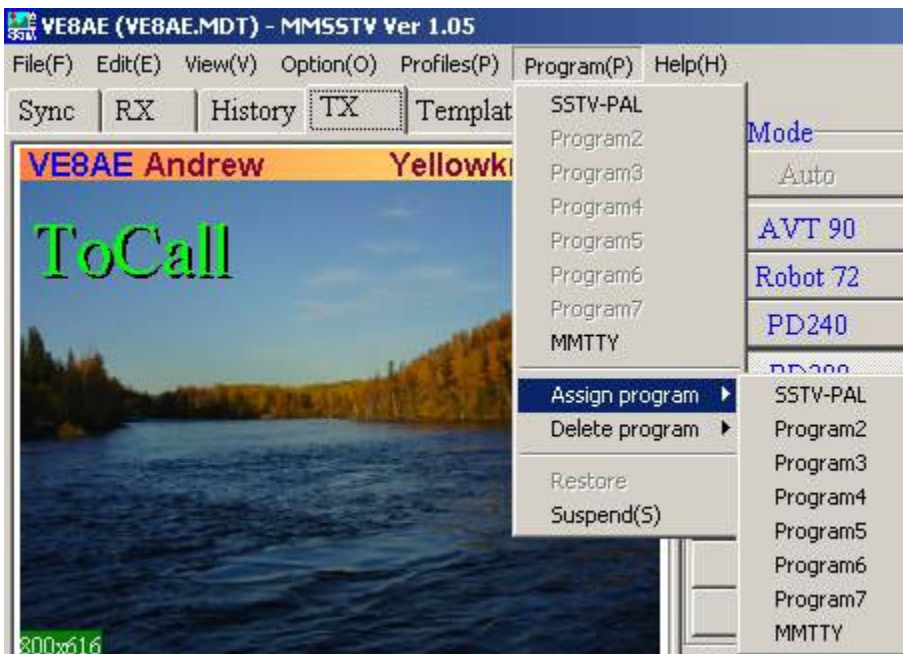 VE8AE (VE8AE.MDT) - MMSSTV Ver 1.05
File(F) Edit(E) View(V) Option(O) Profiles(P) Program(P) Help(H)
Sync RX History TX Templat
SSTV-PAL
Program2
Program3
Program4
Program5
Program6
Program7
MMTTY
Assign program
Delete program
Restore
Suspend(S)
SSTV-PAL
Program2
Program3
Program4
Program5
Program6
Program7
MMTTY
Mode
Auto
AVT 90
Robot 72
PD240
VE8AE Andrew Yellowk
ToCall
800x616